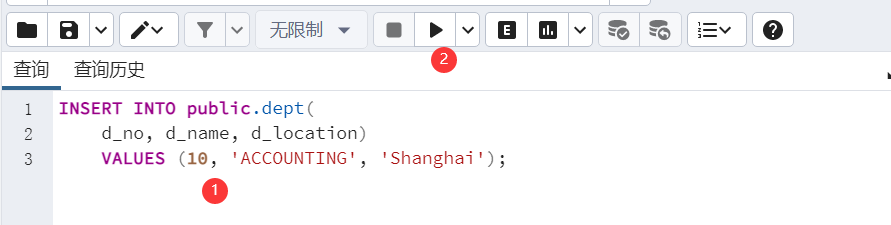 无限制
E
2
查询 查询历史
1 INSERT INTO public.dept(
2 d_no, d_name, d_location)
3 VALUES (10, 'ACCOUNTING', 'Shanghai');
1